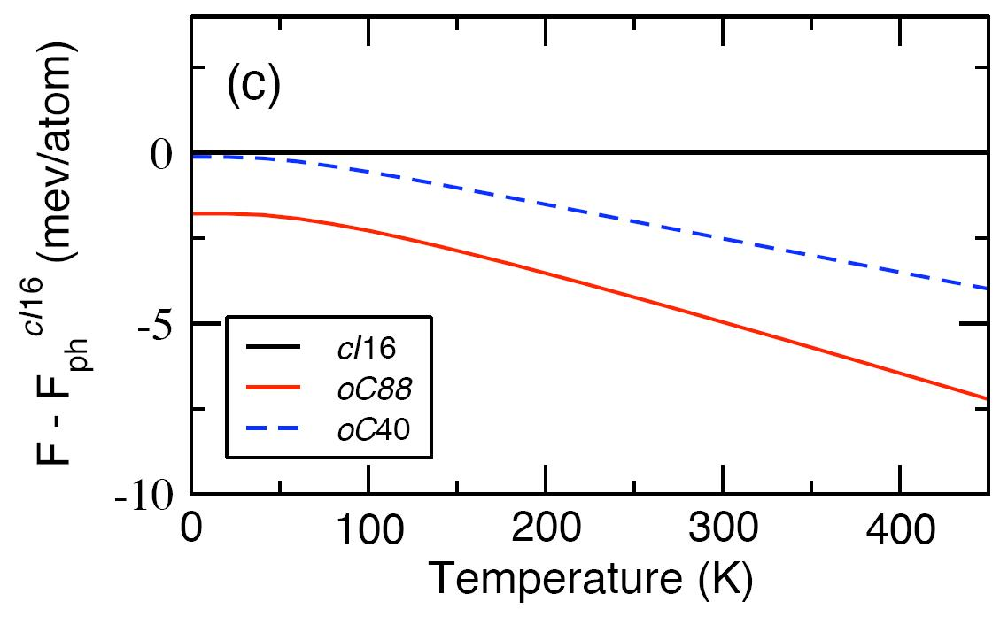 (c)
F - F_ph^cI16 (mev/atom)
0
-5
-10
cI16
oC88
oC40
0 100 200 300 400
Temperature (K)